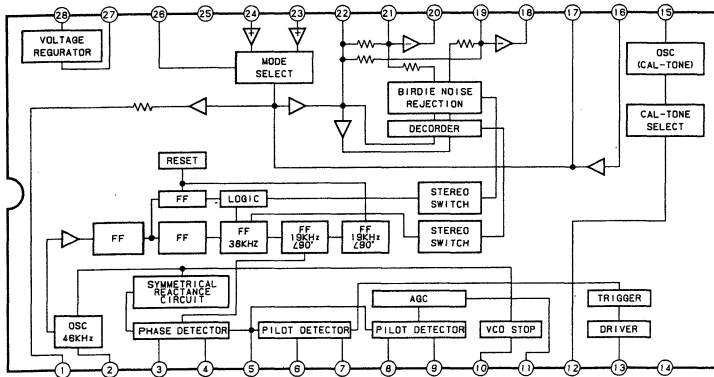 28 27 26 25 24 23 22 21 20 19 18 17 16 15
VOLTAGE
REGURATOR
MODE
SELECT
OSC
(CAL-TONE)
BIRDIE NOISE
REJECTION
DECORDER
CAL-TONE
SELECT
RESET
FF
LOGIC
STEREO
SWITCH
FF
FF
FF
38KHZ
FF
19KHz
∠90°
FF
19KHz
∠90°
STEREO
SWITCH
SYMMETRICAL
REACTANCE
CIRCUIT
AGC
TRIGGER
OSC
46KHz
PHASE DETECTOR
PILOT DETECTOR
PILOT DETECTOR
VCO STOP
DRIVER
1 2 3 4 5 6 7 8 9 10 11 12 13 14